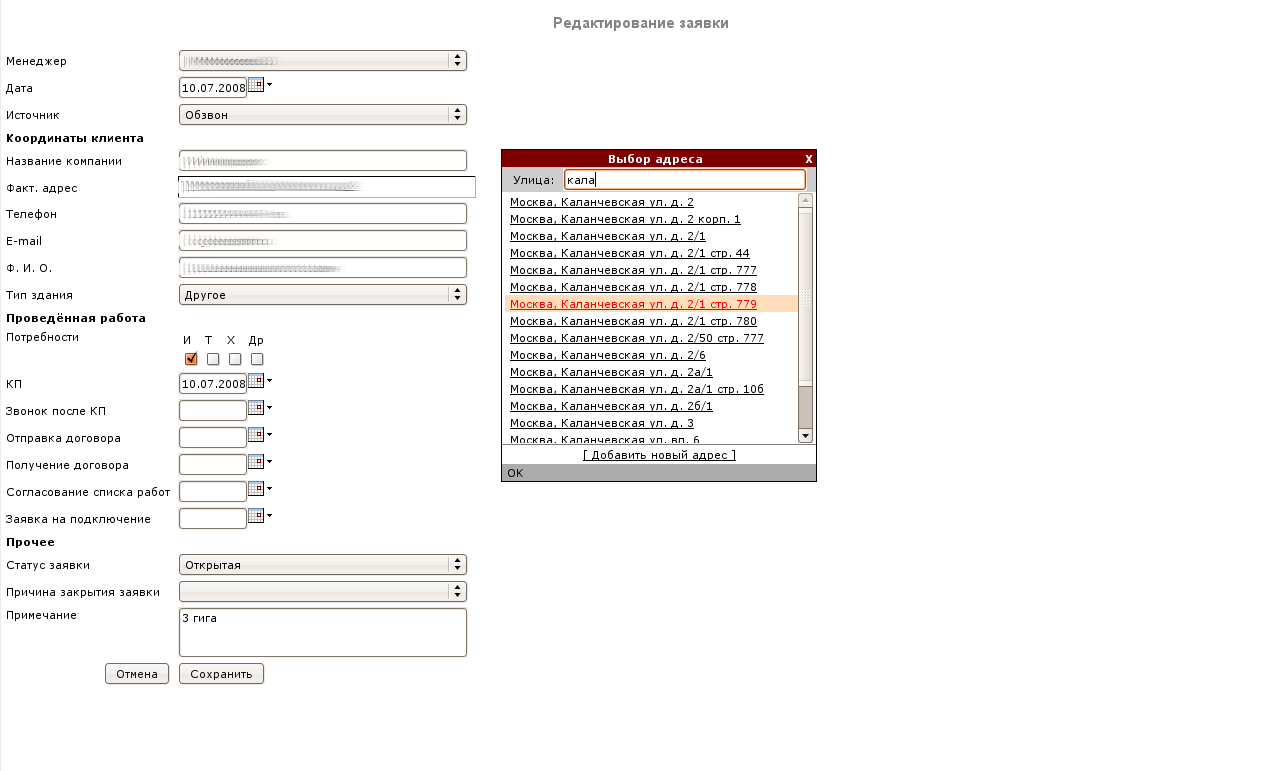 Редактирование заявки
Менеджер
Дата 10.07.2008
Источник Обзвон
Координаты клиента
Название компании
Факт. адрес
Телефон
E-mail
Ф. И. О.
Тип здания Другое
Проведённая работа
Потребности И Т Х Др
КП 10.07.2008
Звонок после КП
Отправка договора
Получение договора
Согласование списка работ
Заявка на подключение
Прочее
Статус заявки Открытая
Причина закрытия заявки
Примечание 3 гига
Отмена Сохранить
Выбор адреса X
Улица: кала
Москва, Каланчевская ул. д. 2
Москва, Каланчевская ул. д. 2 корп. 1
Москва, Каланчевская ул. д. 2/1
Москва, Каланчевская ул. д. 2/1 стр. 44
Москва, Каланчевская ул. д. 2/1 стр. 777
Москва, Каланчевская ул. д. 2/1 стр. 778
Москва, Каланчевская ул. д. 2/1 стр. 779
Москва, Каланчевская ул. д. 2/1 стр. 780
Москва, Каланчевская ул. д. 2/50 стр. 777
Москва, Каланчевская ул. д. 2/6
Москва, Каланчевская ул. д. 2а/1
Москва, Каланчевская ул. д. 2а/1 стр. 10б
Москва, Каланчевская ул. д. 2б/1
Москва, Каланчевская ул. д. 3
Москва, Каланчевская ул. вл. 6
[ Добавить новый адрес ]
OK